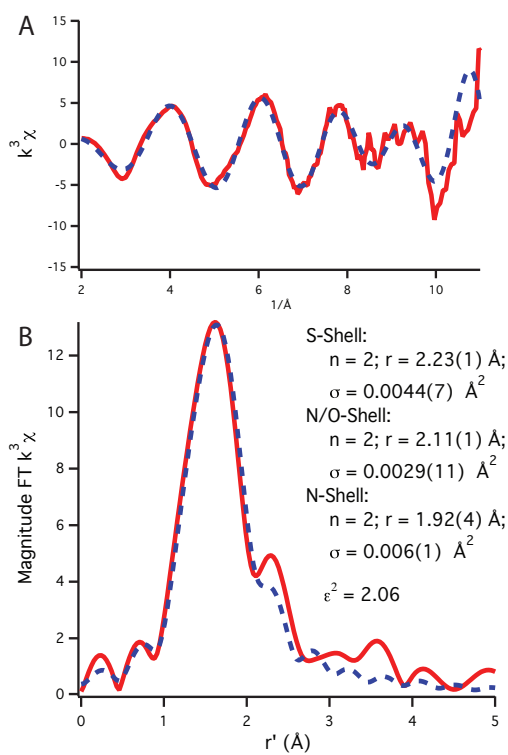 A
15
10
5
0
-5
-10
-15
k³χ
2
4
6
8
10
1/Å
B
12
10
8
6
4
2
0
Magnitude FT k³χ
0
1
2
3
4
5
r' (Å)
S-Shell:
n = 2; r = 2.23(1) Å;
σ = 0.0044(7) Å²
N/O-Shell:
n = 2; r = 2.11(1) Å;
σ = 0.0029(11) Å²
N-Shell:
n = 2; r = 1.92(4) Å;
σ = 0.006(1) Å²
ε² = 2.06